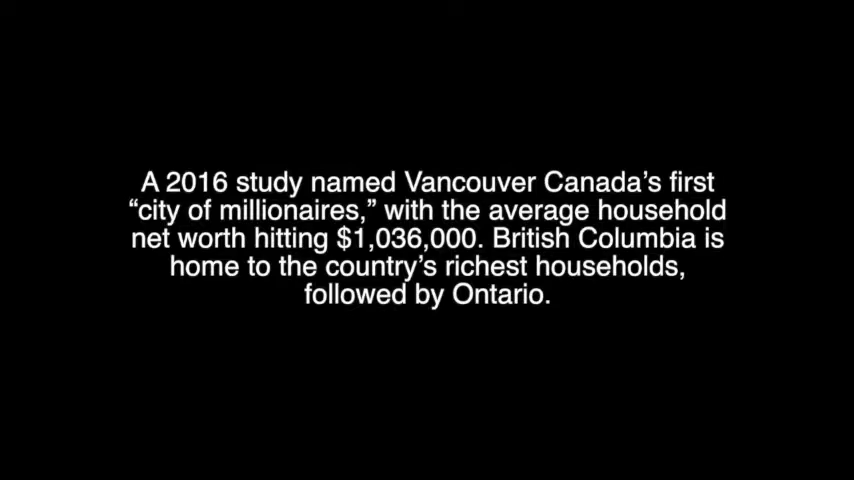 A 2016 study named Vancouver Canada’s first
“city of millionaires,” with the average household
net worth hitting $1,036,000. British Columbia is
home to the country’s richest households,
followed by Ontario.